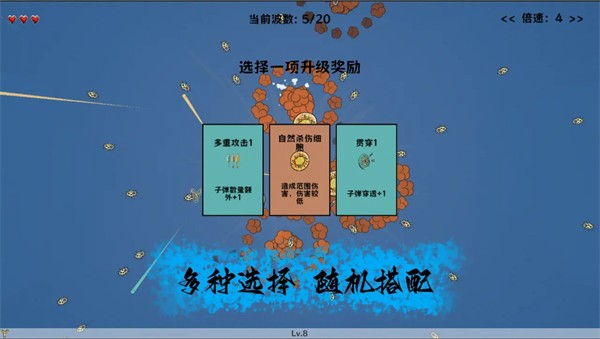 当前波数: 5/20
<< 倍速: 4 >>
选择一项升级奖励
多重攻击1
子弹数量额
外+1
自然杀伤细
胞
造成范围伤
害，伤害较
低
贯穿1
子弹穿透+1
多种选择 随机搭配
Lv.8